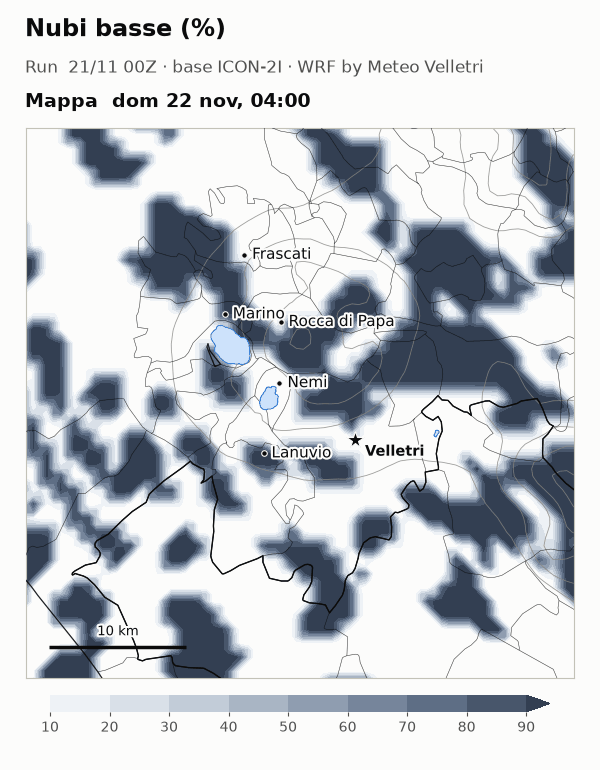 Nubi basse (%)
Run 21/11 00Z · base ICON-2I · WRF by Meteo Velletri
Mappa dom 22 nov, 04:00
Frascati
Marino
Rocca di Papa
Nemi
Velletri
Lanuvio
10 km
10 20 30 40 50 60 70 80 90